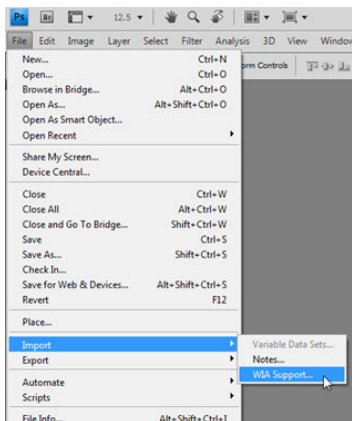 Ps Br 12.5
File Edit Image Layer Select Filter Analysis 3D View Window
New... Ctrl+N
orm Controls
Open... Ctrl+O
Browse in Bridge... Alt+Ctrl+O
Open As... Alt+Shift+Ctrl+O
Open As Smart Object...
Open Recent
Share My Screen...
Device Central...
Close Ctrl+W
Close All Alt+Ctrl+W
Close and Go To Bridge... Shift+Ctrl+W
Save Ctrl+S
Save As... Shift+Ctrl+S
Check In...
Save for Web & Devices... Alt+Shift+Ctrl+S
Revert F12
Place...
Import Variable Data Sets...
Export Notes...
WIA Support...
Automate
Scripts
File Info... Alt+Shift+Ctrl+I